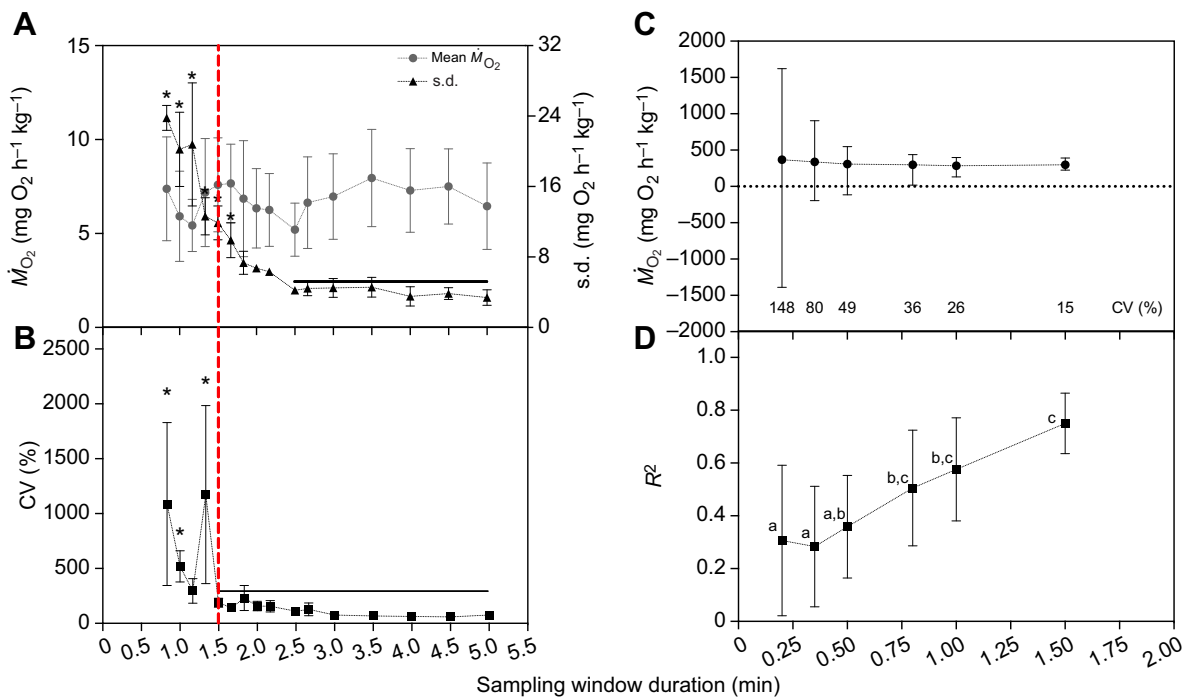 A
15
10
5
0
Ṁ_O₂ (mg O₂ h⁻¹ kg⁻¹)
Mean Ṁ_O₂
s.d.
* * * * * *
32
24
16
8
0
s.d. (mg O₂ h⁻¹ kg⁻¹)
B
2500
2000
1500
1000
500
0
CV (%)
* * *
0 0.5 1.0 1.5 2.0 2.5 3.0 3.5 4.0 4.5 5.0 5.5
C
2000
1500
1000
500
0
–500
–1000
–1500
–2000
Ṁ_O₂ (mg O₂ h⁻¹ kg⁻¹)
148 80 49 36 26 15 CV (%)
D
1.0
0.8
0.6
0.4
0.2
0
R²
a a a,b b,c b,c c
0 0.25 0.50 0.75 1.00 1.25 1.50 1.75 2.00
Sampling window duration (min)